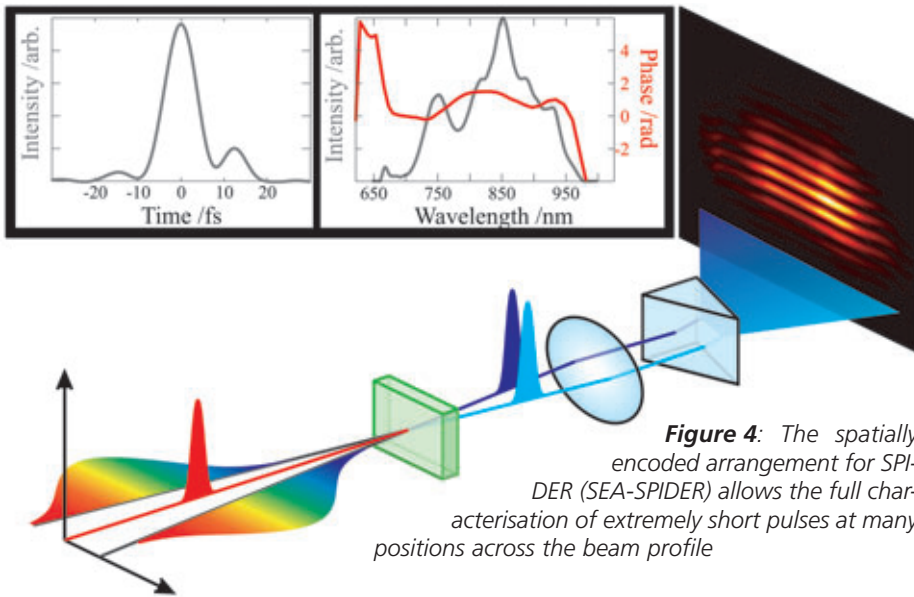 Intensity /arb.
-20 -10 0 10 20
Time /fs
Intensity /arb.
4
2
0
-2
Phase /rad
650 750 850 950
Wavelength /nm
Figure 4: The spatially
encoded arrangement for SPI-
DER (SEA-SPIDER) allows the full char-
acterisation of extremely short pulses at many
positions across the beam profile